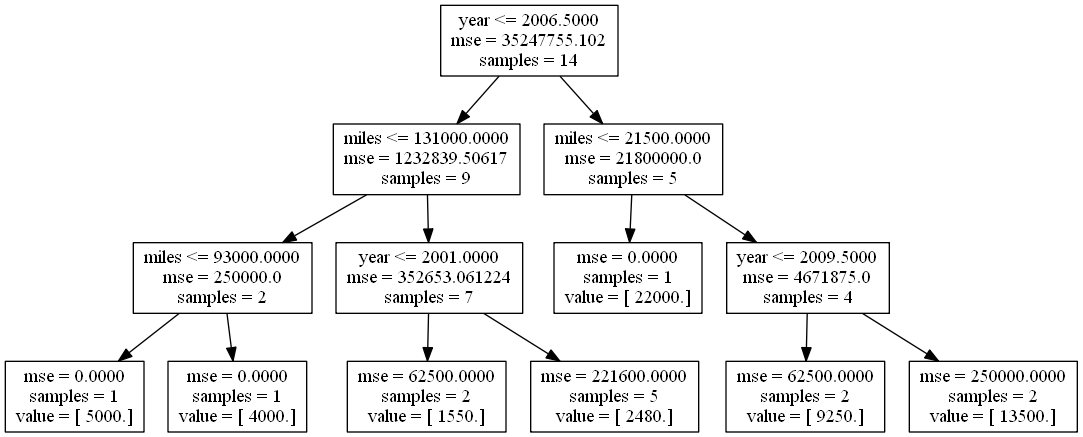 year <= 2006.5000
mse = 35247755.102
samples = 14
miles <= 131000.0000
mse = 1232839.50617
samples = 9
miles <= 21500.0000
mse = 21800000.0
samples = 5
miles <= 93000.0000
mse = 250000.0
samples = 2
year <= 2001.0000
mse = 352653.061224
samples = 7
mse = 0.0000
samples = 1
value = [ 22000.]
year <= 2009.5000
mse = 4671875.0
samples = 4
mse = 0.0000
samples = 1
value = [ 5000.]
mse = 0.0000
samples = 1
value = [ 4000.]
mse = 62500.0000
samples = 2
value = [ 1550.]
mse = 221600.0000
samples = 5
value = [ 2480.]
mse = 62500.0000
samples = 2
value = [ 9250.]
mse = 250000.0000
samples = 2
value = [ 13500.]